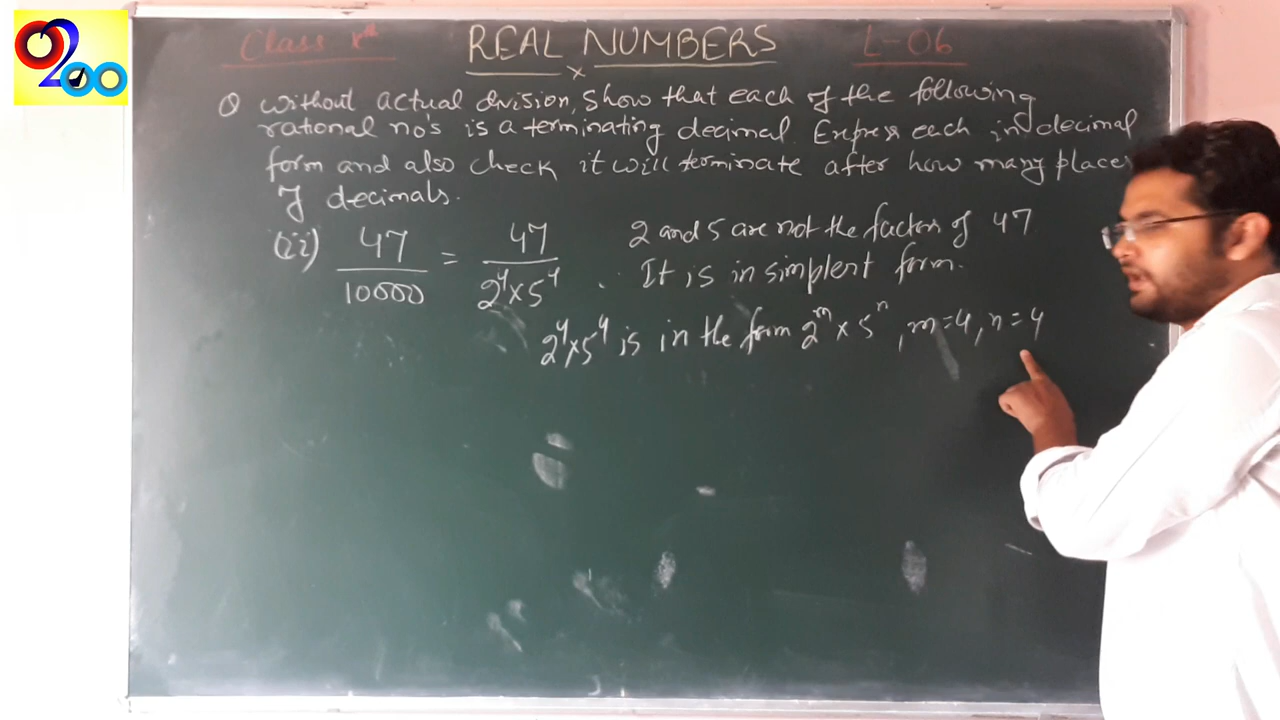 O2OO
Class Xth REAL NUMBERS L-06
Q without actual division, show that each of the following
rational no's is a terminating decimal. Express each in decimal
form and also check it will terminate after how many places
of decimals.
(ii) 47/10000 = 47/2⁴×5⁴ 2 and 5 are not the factors of 47
. It is in simplest form.
2⁴×5⁴ is in the form 2ᵐ × 5ⁿ, m=4, n=4